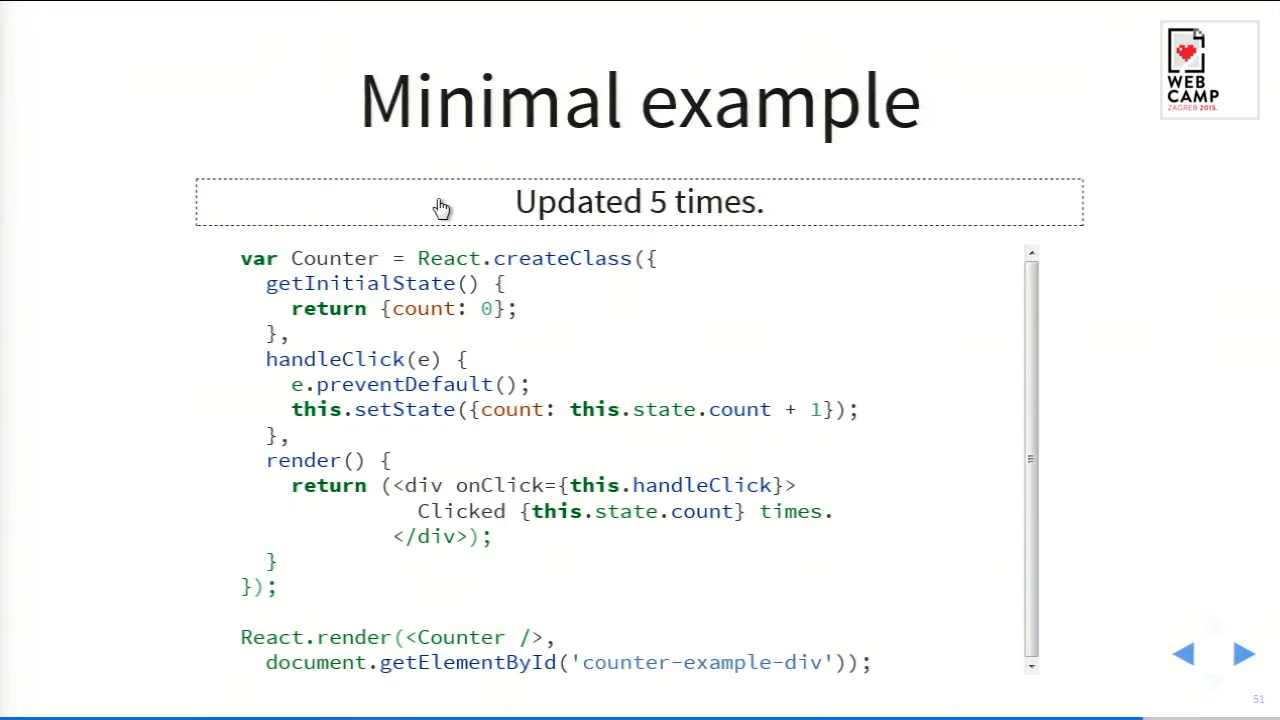 WEB
CAMP
ZAGREB 2015.
Minimal example
Updated 5 times.
var Counter = React.createClass({
  getInitialState() {
    return {count: 0};
  },
  handleClick(e) {
    e.preventDefault();
    this.setState({count: this.state.count + 1});
  },
  render() {
    return (<div onClick={this.handleClick}>
              Clicked {this.state.count} times.
            </div>);
  }
});
React.render(<Counter />,
  document.getElementById('counter-example-div'));
51